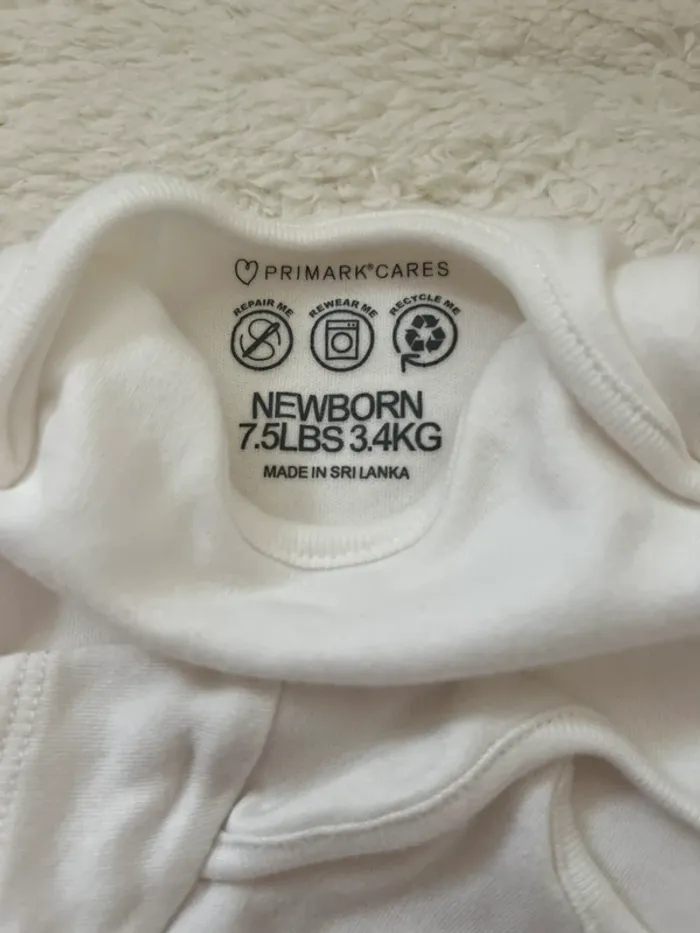 PRIMARK®CARES
REPAIR ME REWEAR ME RECYCLE ME
NEWBORN
7.5LBS 3.4KG
MADE IN SRI LANKA